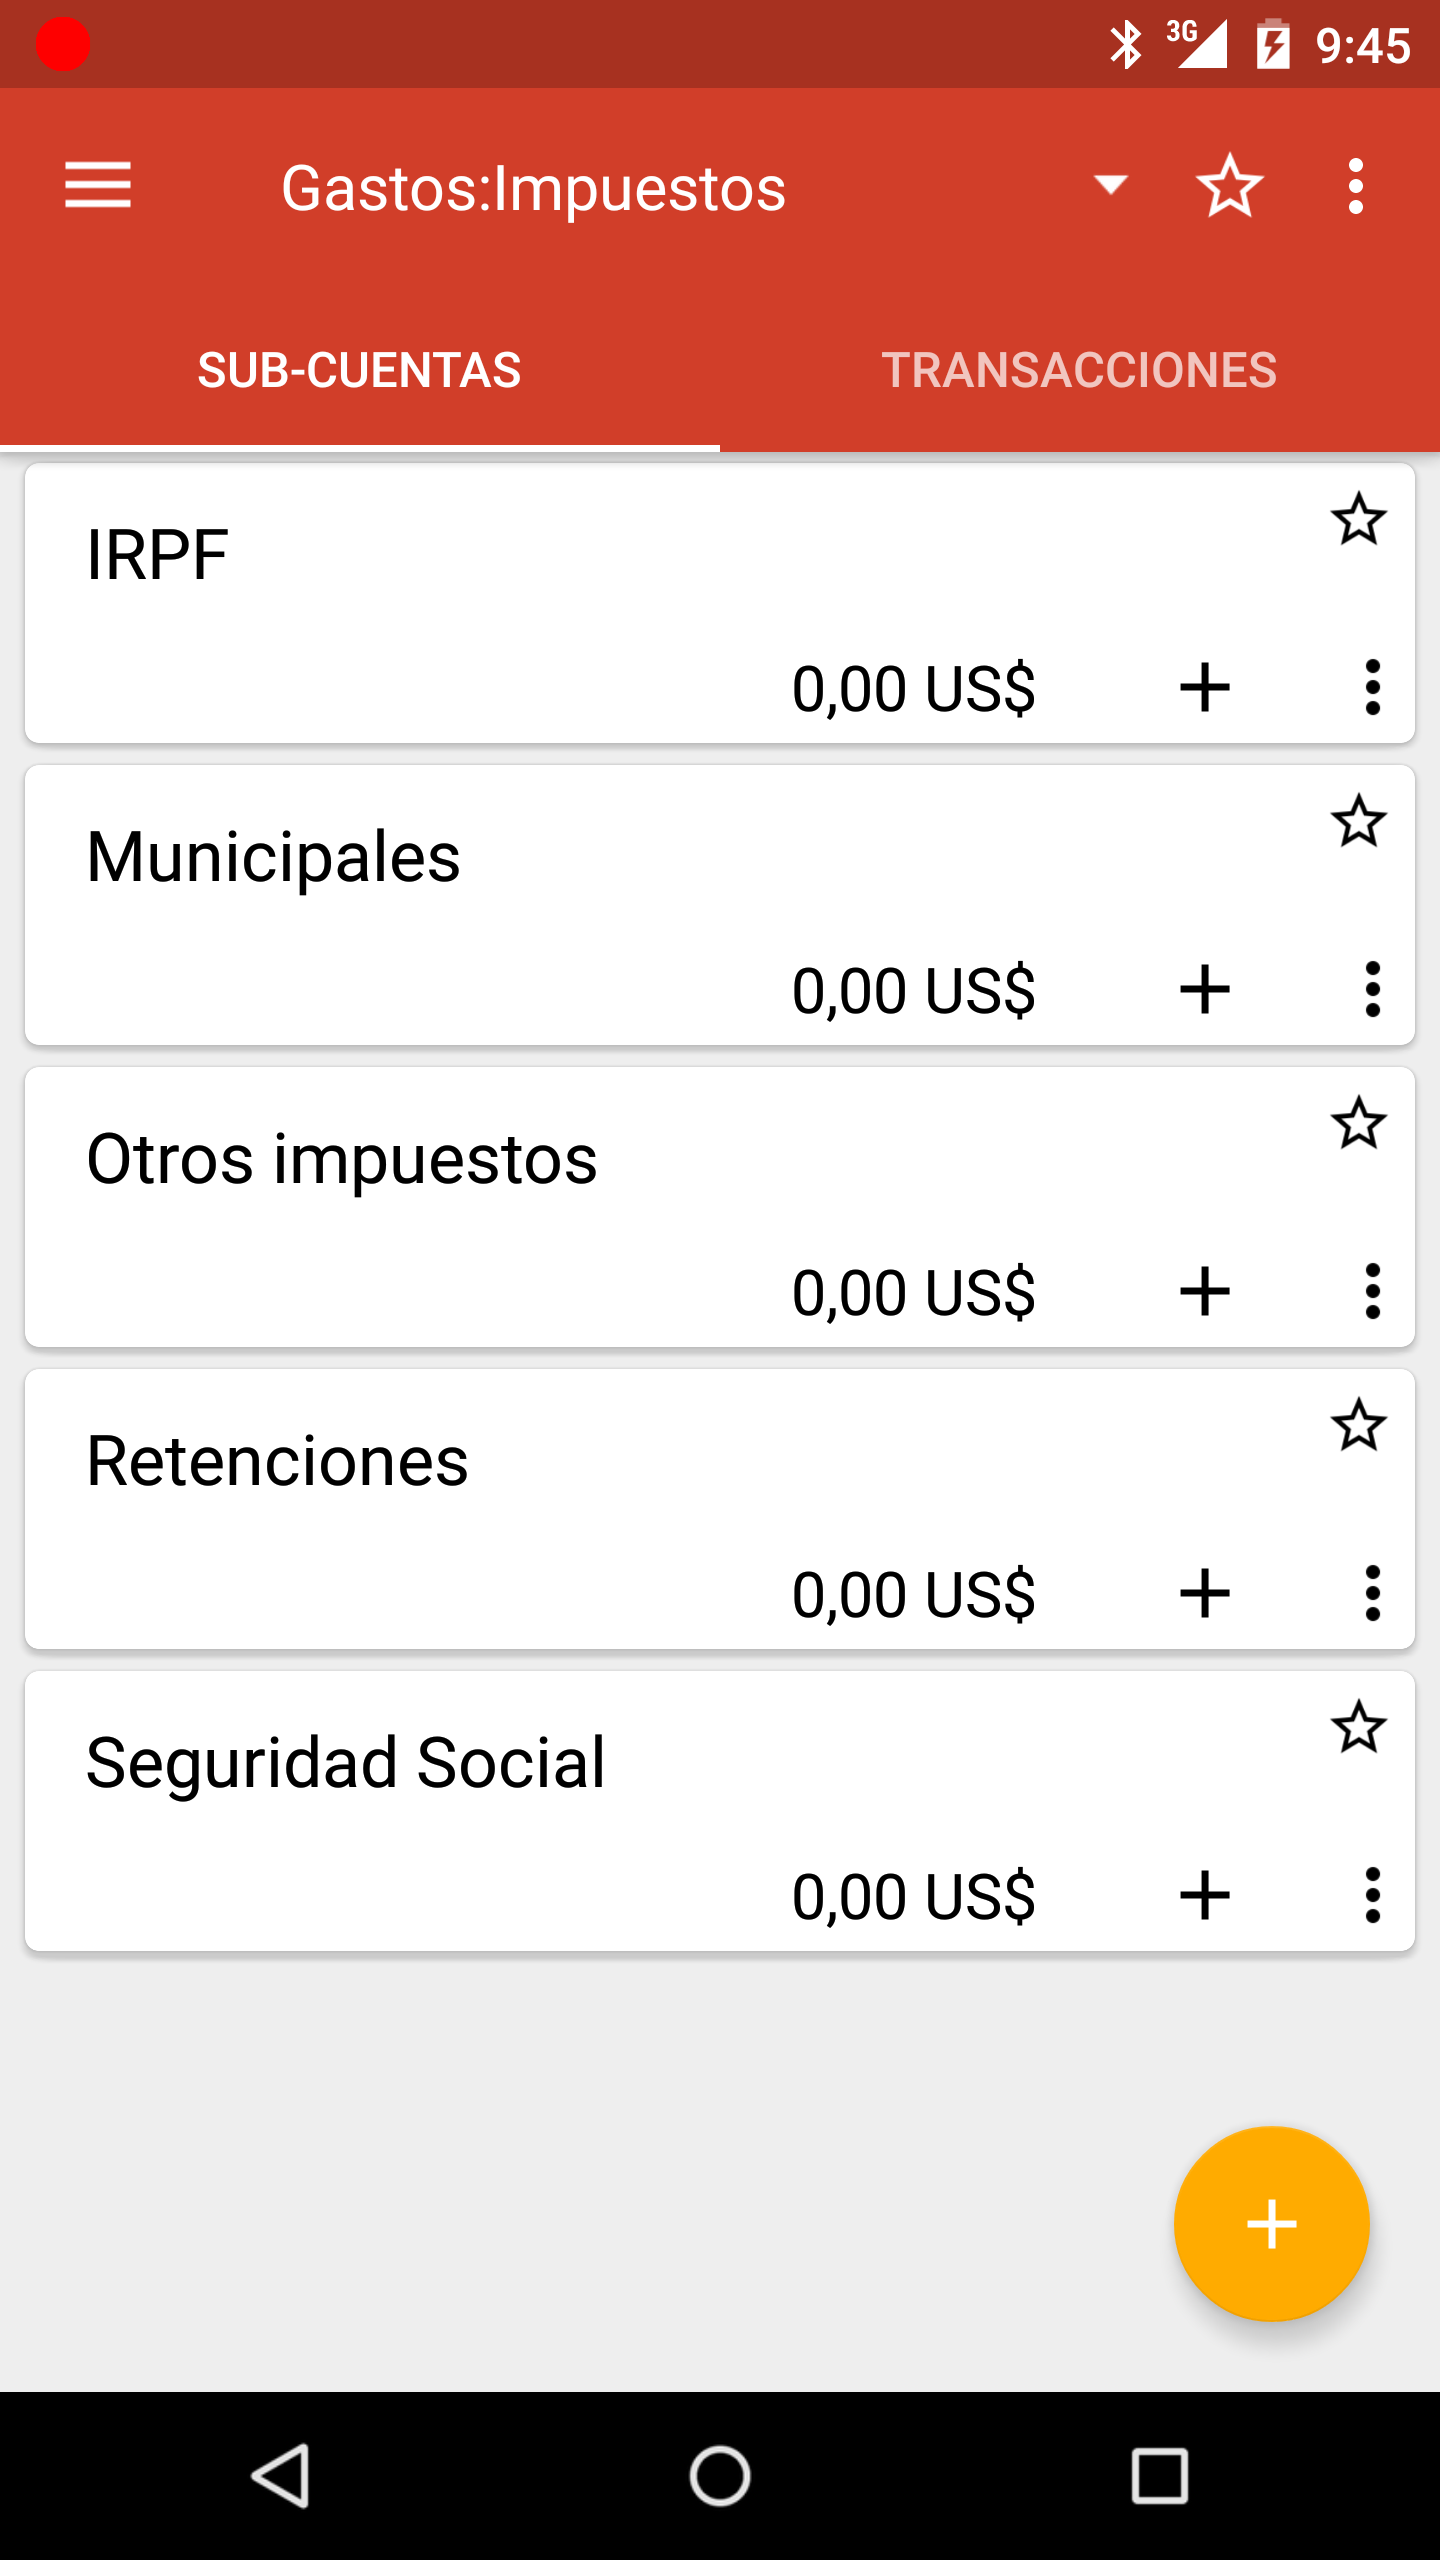 3G 9:45
Gastos:Impuestos
SUB-CUENTAS TRANSACCIONES
IRPF
0,00 US$
Municipales
0,00 US$
Otros impuestos
0,00 US$
Retenciones
0,00 US$
Seguridad Social
0,00 US$